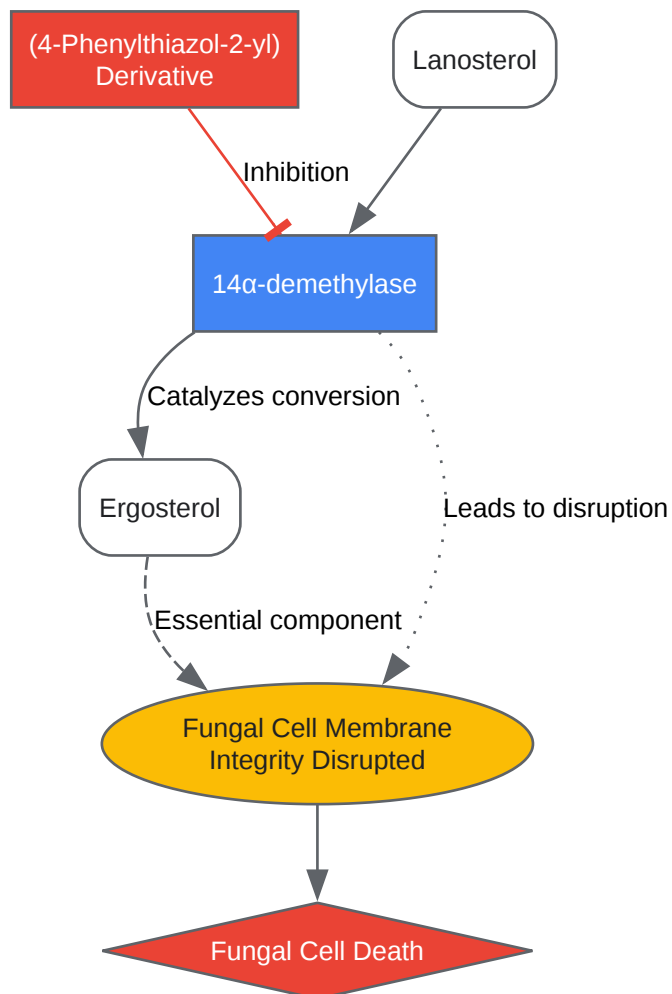 (4-Phenylthiazol-2-yl)
Derivative
Lanosterol
Inhibition
14α-demethylase
Catalyzes conversion
Ergosterol
Leads to disruption
Essential component
Fungal Cell Membrane
Integrity Disrupted
Fungal Cell Death